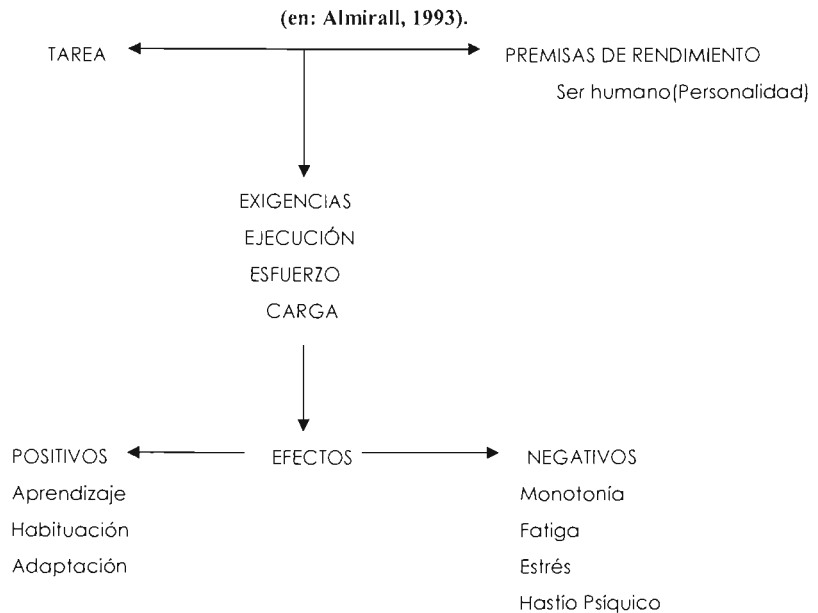 (en: Almirall, 1993).
TAREA PREMISAS DE RENDIMIENTO
Ser humano(Personalidad)
EXIGENCIAS
EJECUCIÓN
ESFUERZO
CARGA
POSITIVOS EFECTOS NEGATIVOS
Aprendizaje Monotonía
Habituación Fatiga
Adaptación Estrés
Hastío Psíquico